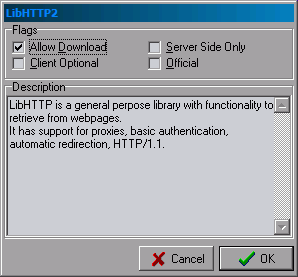 LibHTTP2
Flags
Allow Download Server Side Only
Client Optional Official
Description
LibHTTP is a general perpose library with functionality to
retrieve from webpages.
It has support for proxies, basic authentication,
automatic redirection, HTTP/1.1.
Cancel OK